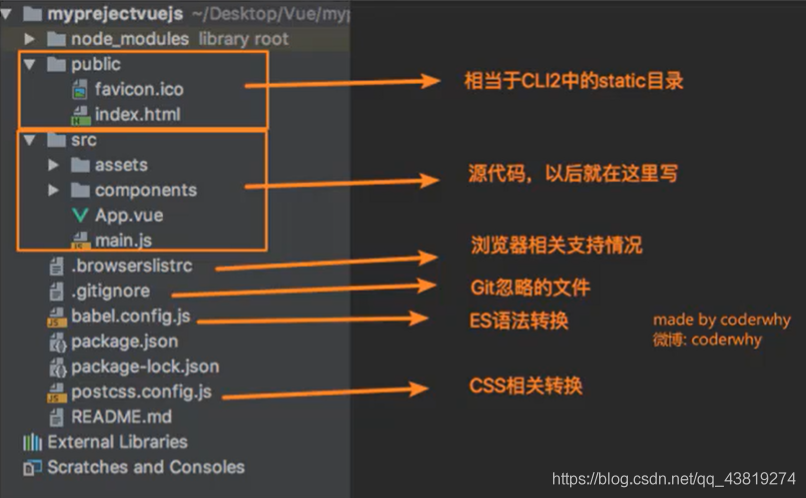 myprejectvuejs ~/Desktop/Vue/myp
node_modules library root
public
favicon.ico
index.html
相当于CLI2中的static目录
src
assets
components
App.vue
main.js
源代码，以后就在这里写
.browserslistrc
浏览器相关支持情况
.gitignore
Git忽略的文件
babel.config.js
ES语法转换
made by coderwhy
微博: coderwhy
package.json
package-lock.json
postcss.config.js
CSS相关转换
README.md
External Libraries
Scratches and Consoles
https://blog.csdn.net/qq_43819274